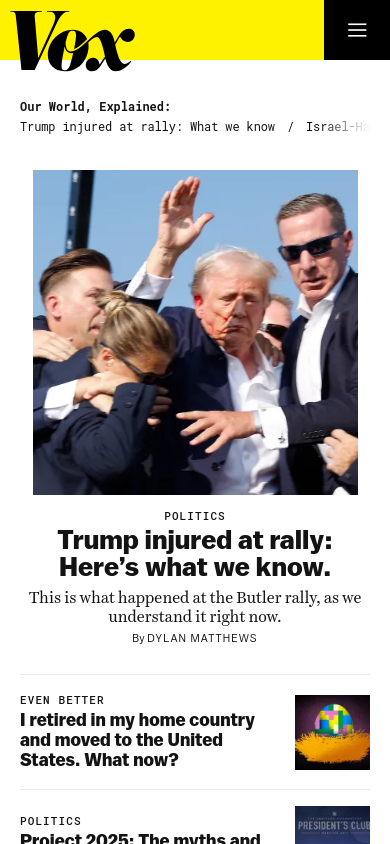 Vox
Our World, Explained:
Trump injured at rally: What we know / Israel-Ha
POLITICS
Trump injured at rally:
Here’s what we know.
This is what happened at the Butler rally, as we
understand it right now.
By DYLAN MATTHEWS
EVEN BETTER
I retired in my home country
and moved to the United
States. What now?
POLITICS
PRESIDENT'S CLUB
Project 2025: The myths and